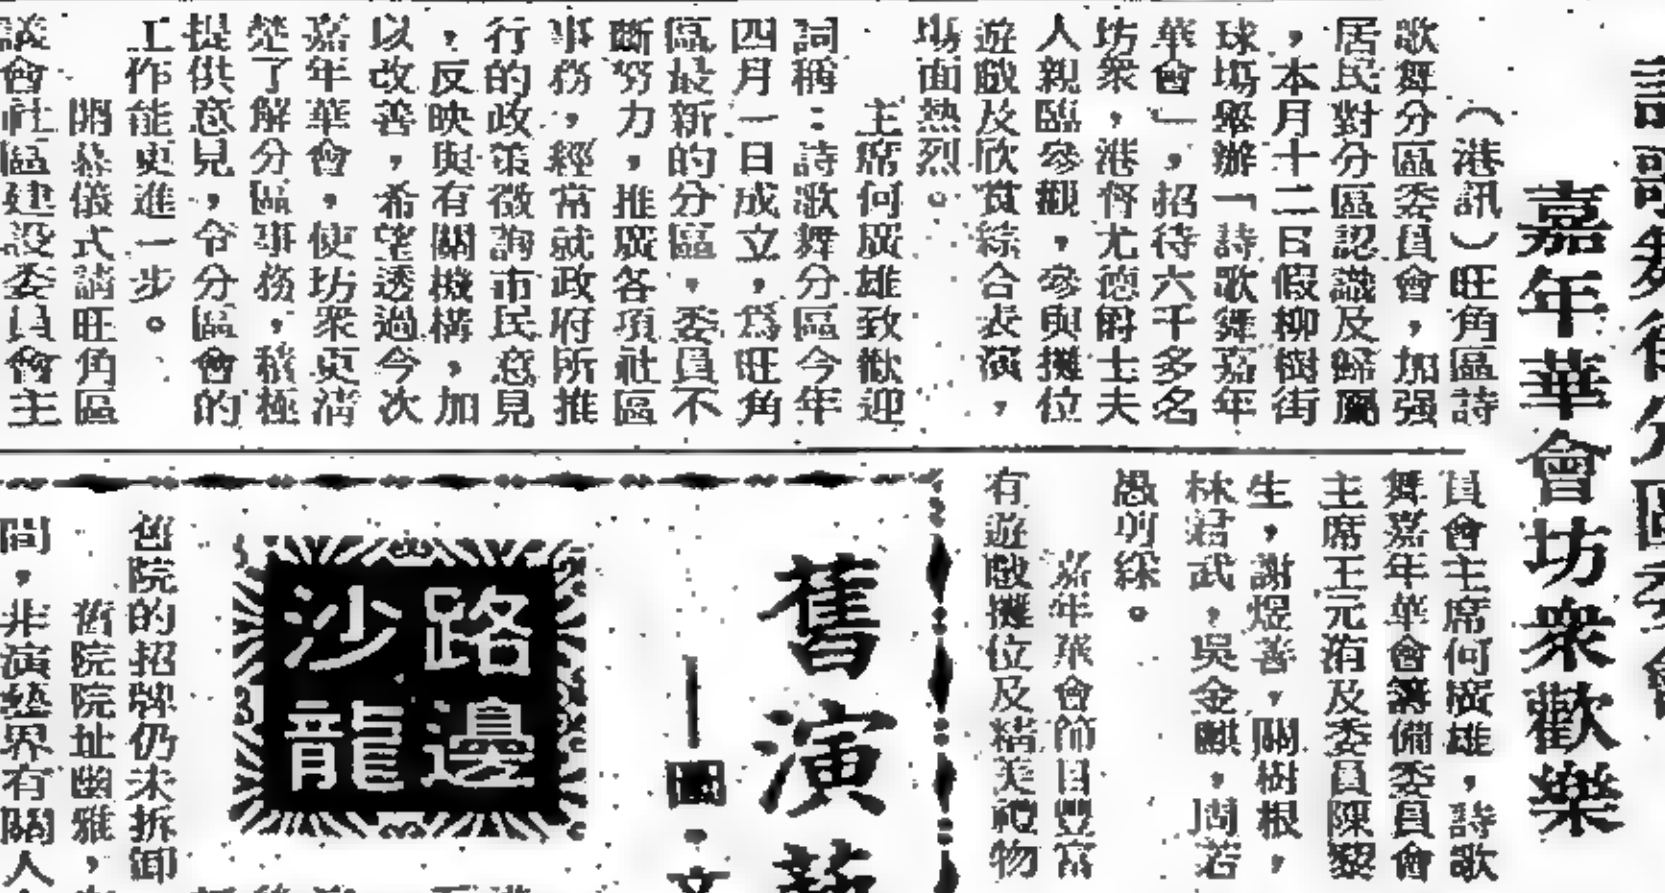 詩歌舞街分區委會
嘉年華會坊衆歡樂
（港訊）旺角區詩
歌舞分區委員會，加强
居民對分區認識及歸屬
，本月十二日假柳樹街
球塲舉辦「詩歌舞嘉年
華會」，招待六千多名
坊衆，港督尤德爵士夫
人親臨參觀，參與攤位
遊戲及欣賞綜合表演，
塲面熱烈。
主席何廣雄致歡迎
詞稱：詩歌舞分區今年
四月一日成立，爲旺角
區最新的分區，委員不
斷努力，推廣各項社區
事務，經常就政府所推
行的政策徵詢市民意見
，反映與有關機構，加
以改善，希望透過今次
嘉年華會，使坊衆更清
楚了解分區事務，積極
提供意見，令分區會的
工作能更進一步。
開幕儀式請旺角區
議會社區建設委員會主
員會主席何廣雄，詩歌
舞嘉年華會籌備委員會
主席王元洧及委員陳黎
生，謝煜善，關樹根，
林君武，吳金麒，周若
愚剪綵。
嘉年華會節目豐富
有遊戲攤位及精美禮物
舊演藝
——圖・文
路邊
沙龍
舊院的招牌仍未拆卸
舊院院址幽雅，
間，非演藝界有關人